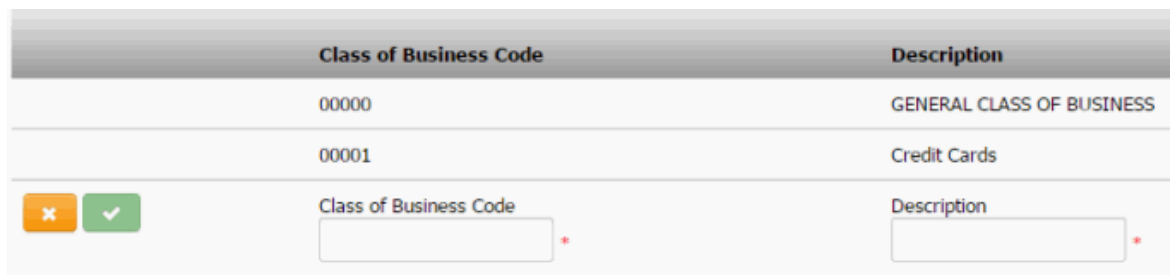 Class of Business Code Description
00000 GENERAL CLASS OF BUSINESS
00001 Credit Cards
Class of Business Code Description
* *